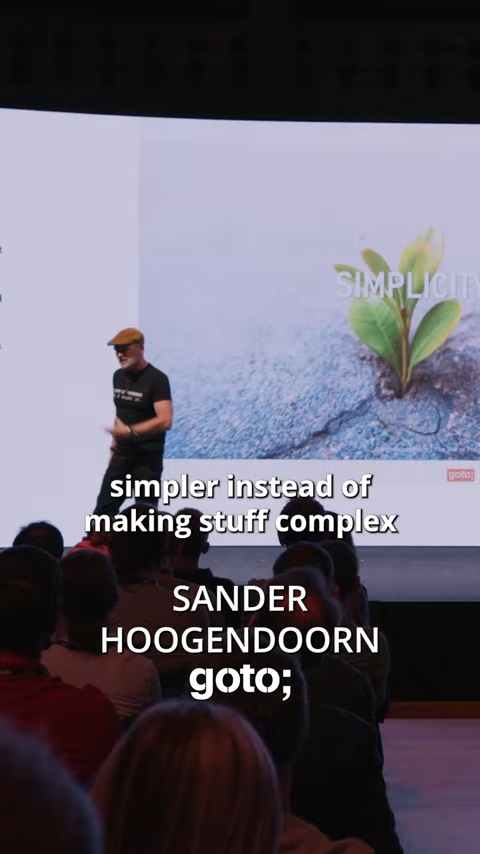 SIMPLICITY
goto;
simpler instead of
making stuff complex
SANDER
HOOGENDOORN
goto;